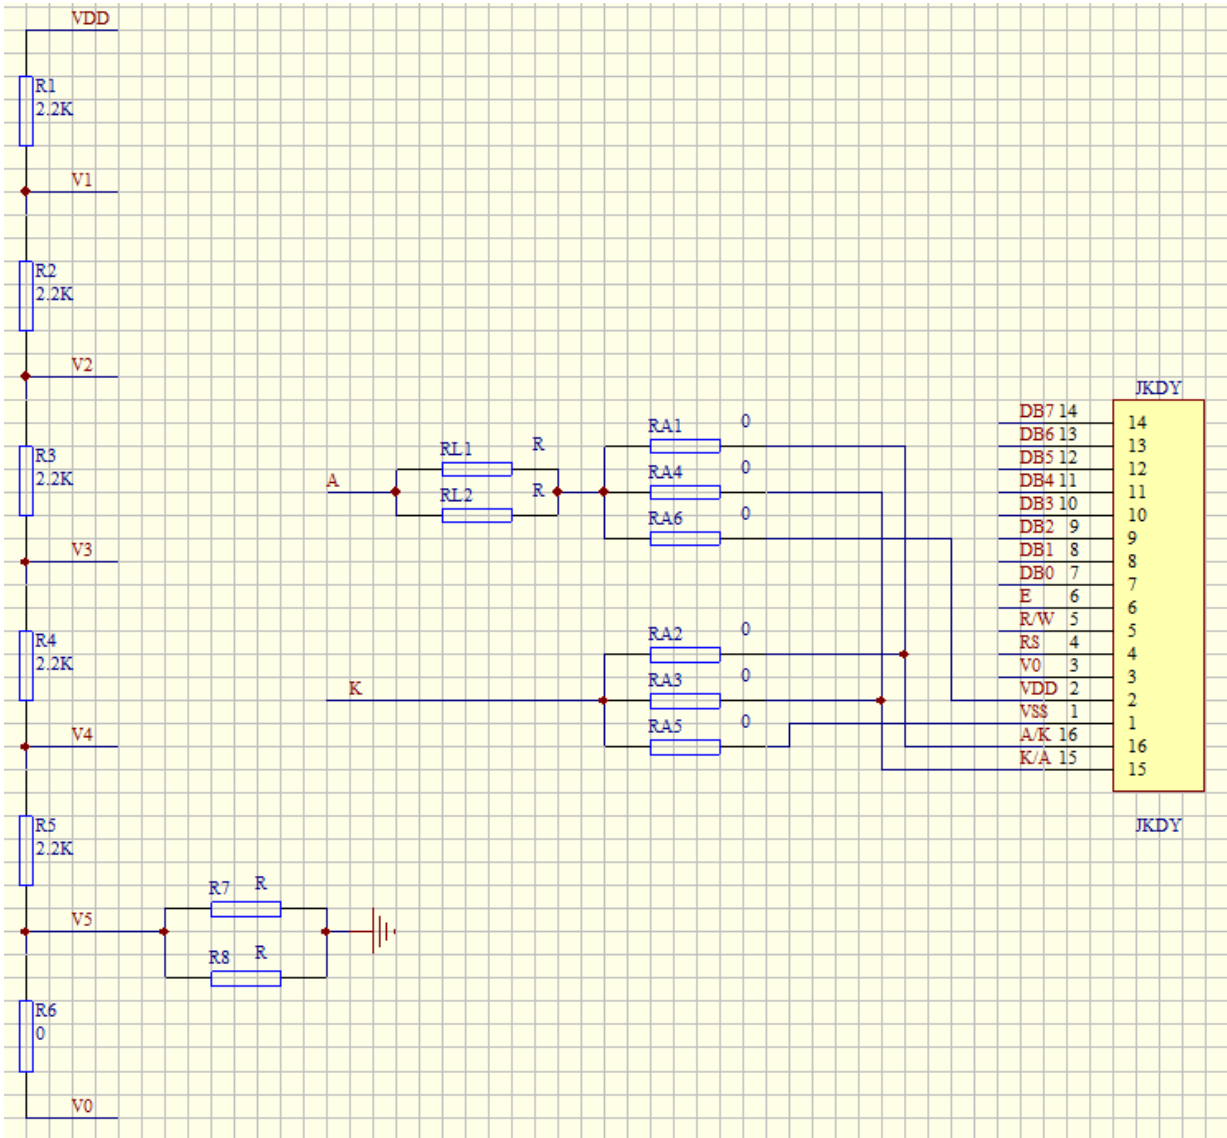 VDD
R1
2.2K
V1
R2
2.2K
V2
R3
2.2K
V3
R4
2.2K
V4
R5
2.2K
V5
R6
0
V0
R7 R
R8 R
A
RL1 R
RL2 R
RA1 0
RA4 0
RA6 0
K
RA2 0
RA3 0
RA5 0
JKDY
DB7 14 14
DB6 13 13
DB5 12 12
DB4 11 11
DB3 10 10
DB2 9 9
DB1 8 8
DB0 7 7
E 6 6
R/W 5 5
RS 4 4
V0 3 3
VDD 2 2
VSS 1 1
A/K 16 16
K/A 15 15
JKDY